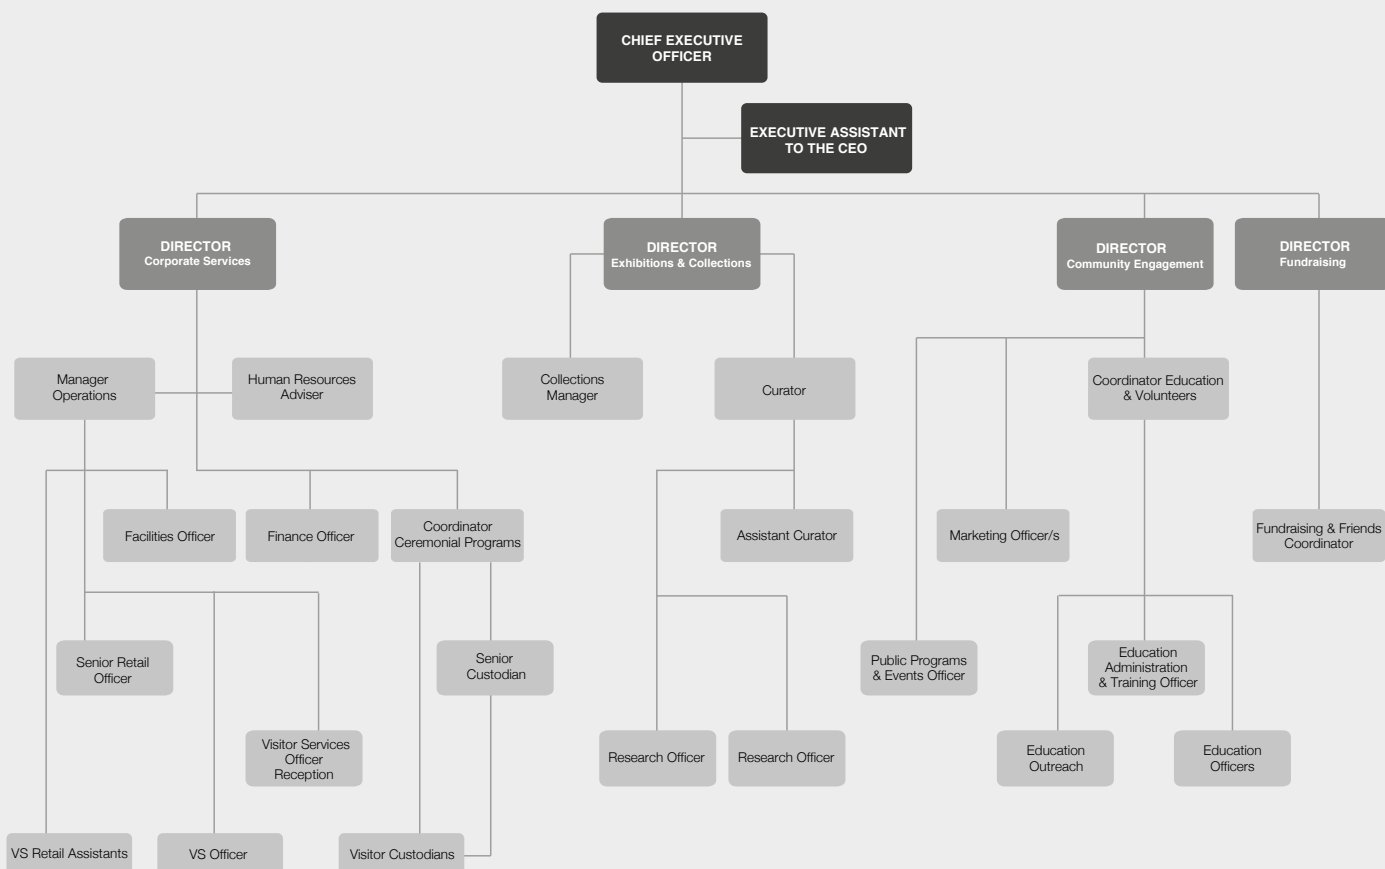 CHIEF EXECUTIVE
OFFICER
EXECUTIVE ASSISTANT
TO THE CEO
DIRECTOR
Corporate Services
DIRECTOR
Exhibitions & Collections
DIRECTOR
Community Engagement
DIRECTOR
Fundraising
Manager
Operations
Human Resources
Adviser
Collections
Manager
Curator
Coordinator Education
& Volunteers
Facilities Officer
Finance Officer
Coordinator
Ceremonial Programs
Assistant Curator
Marketing Officer/s
Fundraising & Friends
Coordinator
Senior Retail
Officer
Senior
Custodian
Public Programs
& Events Officer
Education
Administration
& Training Officer
Visitor Services
Officer
Reception
Research Officer
Research Officer
Education
Outreach
Education
Officers
VS Retail Assistants
VS Officer
Visitor Custodians